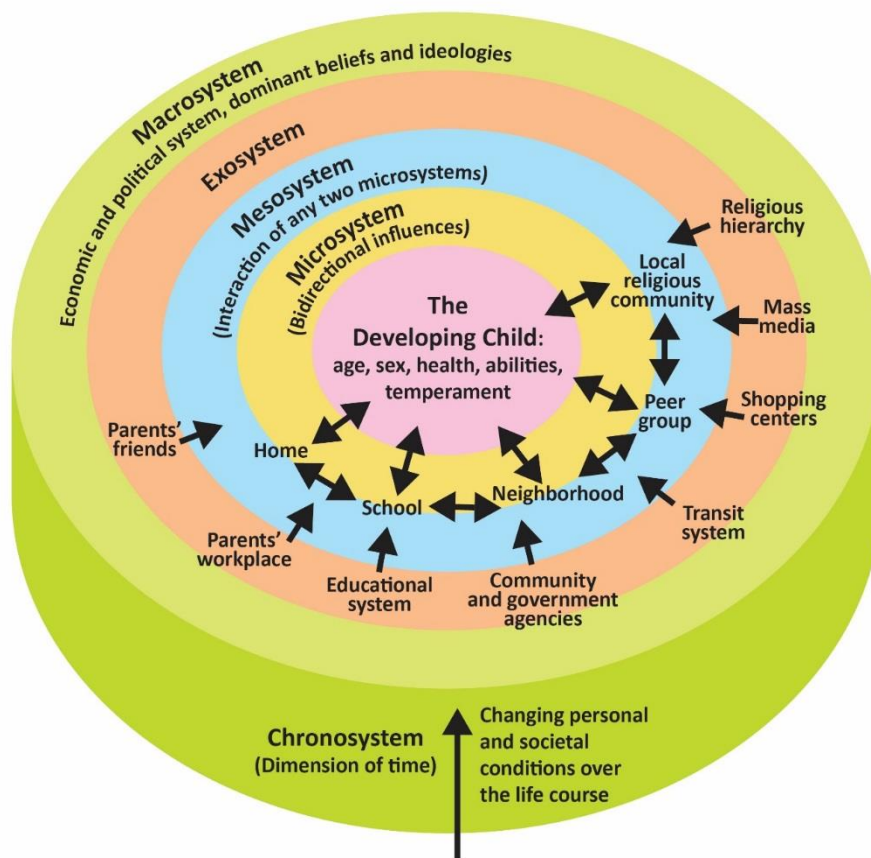 Macrosystem
Economic and political system, dominant beliefs and ideologies
Exosystem
Mesosystem
(Interaction of any two microsystems)
Microsystem
(Bidirectional influences)
The
Developing Child:
age, sex, health, abilities,
temperament
Religious
hierarchy
Local
religious
community
Mass
media
Shopping
centers
Peer
group
Parents’
friends
Home
School
Neighborhood
Transit
system
Parents’
workplace
Educational
system
Community
and government
agencies
Chronosystem
(Dimension of time)
Changing personal
and societal
conditions over
the life course